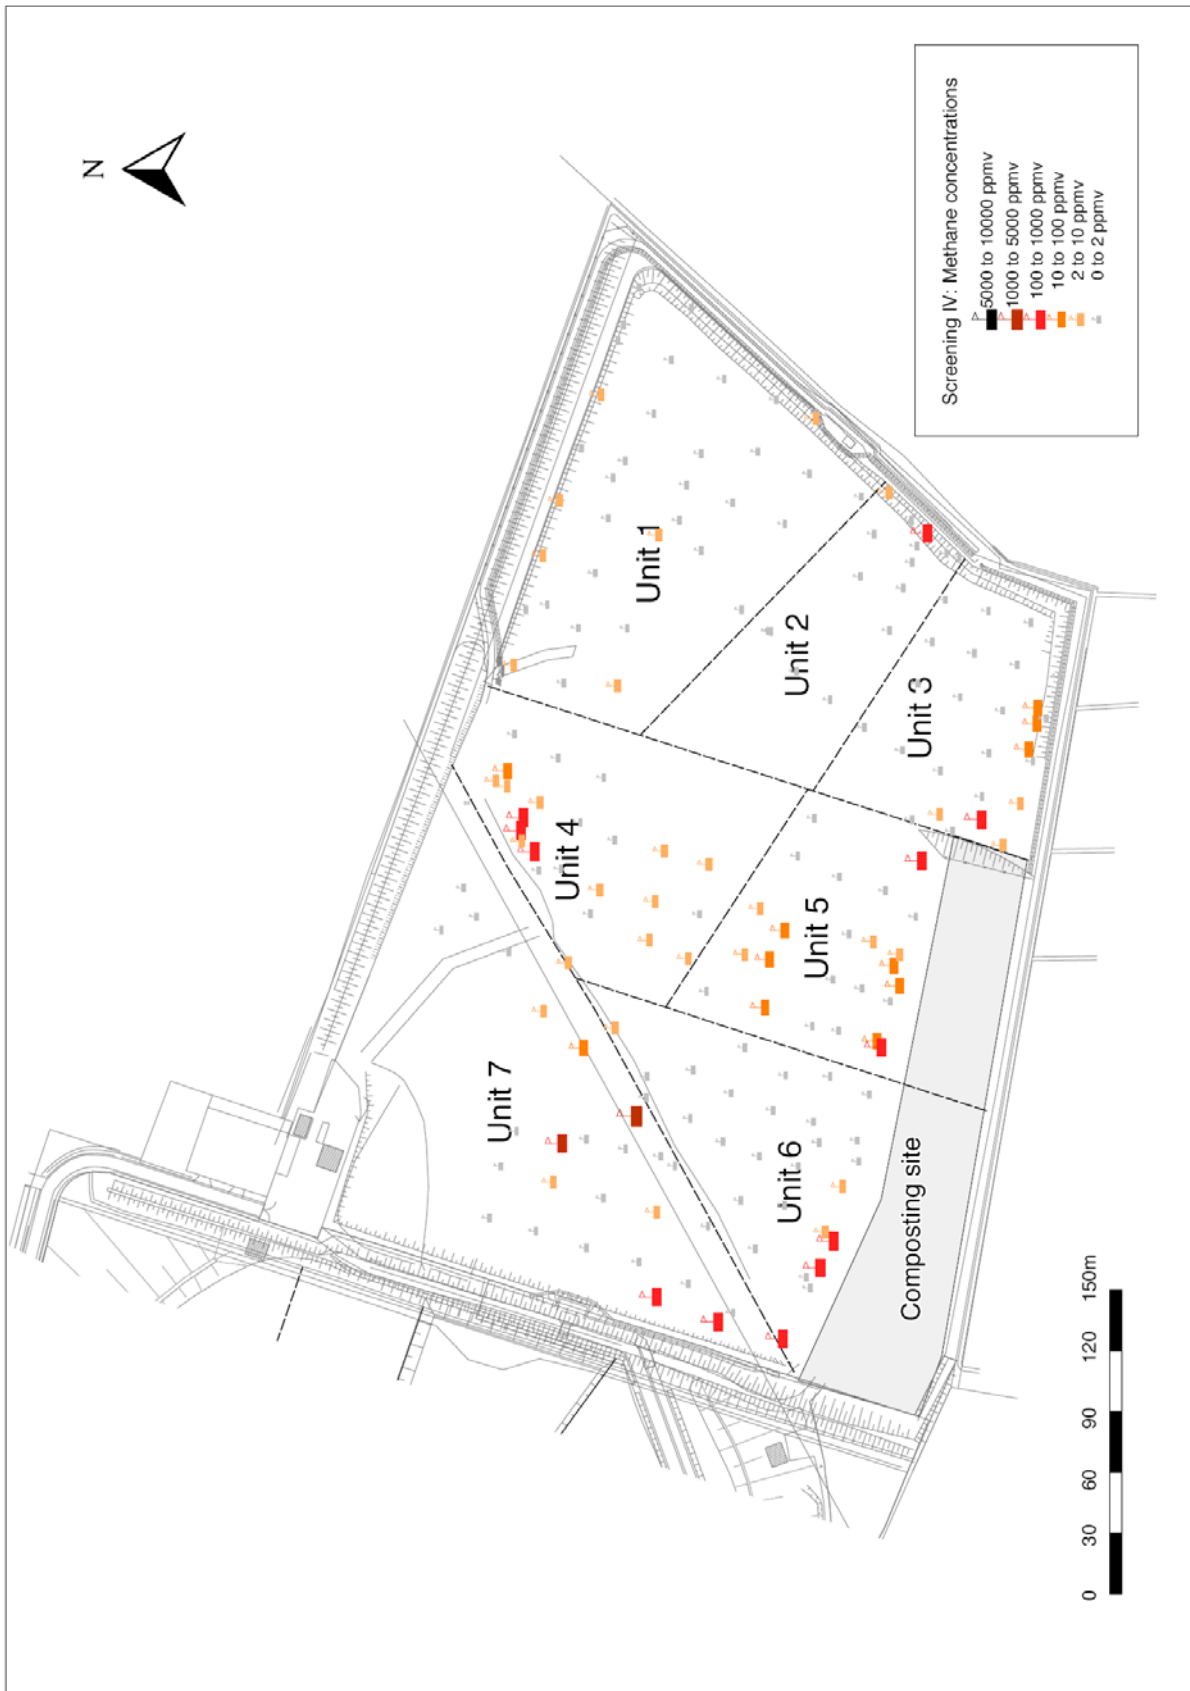 N
Screening IV: Methane concentrations
5000 to 10000 ppmv
1000 to 5000 ppmv
100 to 1000 ppmv
10 to 100 ppmv
2 to 10 ppmv
0 to 2 ppmv
Unit 1
Unit 2
Unit 3
Unit 4
Unit 5
Unit 6
Unit 7
Composting site
0 30 60 90 120 150m